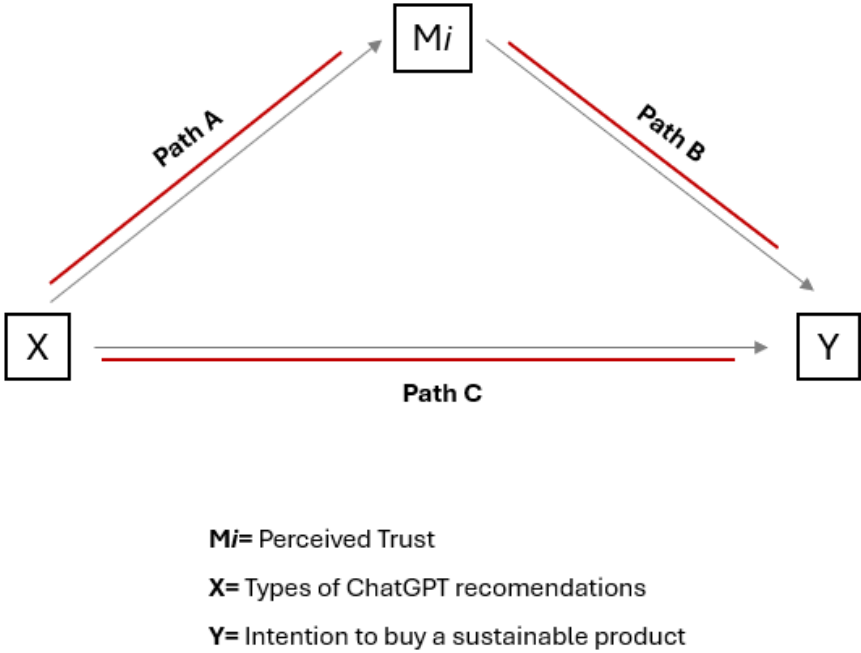 Mi
Path A
Path B
X
Y
Path C
Mi= Perceived Trust
X= Types of ChatGPT recomendations
Y= Intention to buy a sustainable product